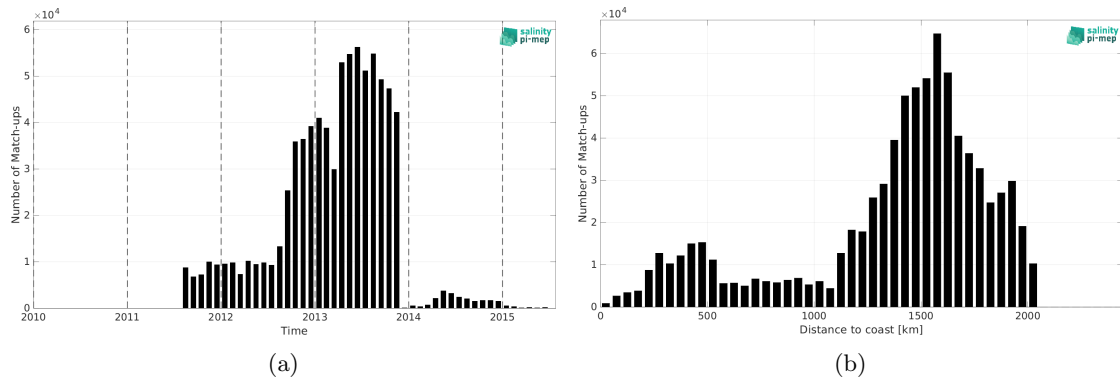 ×10⁴
6
5
4
3
2
1
0
Number of Match-ups
2010 2011 2012 2013 2014 2015
Time
salinity
pi-mep
(a)
×10⁴
6
5
4
3
2
1
0
Number of Match-ups
0 500 1000 1500 2000
Distance to coast [km]
salinity
pi-mep
(b)